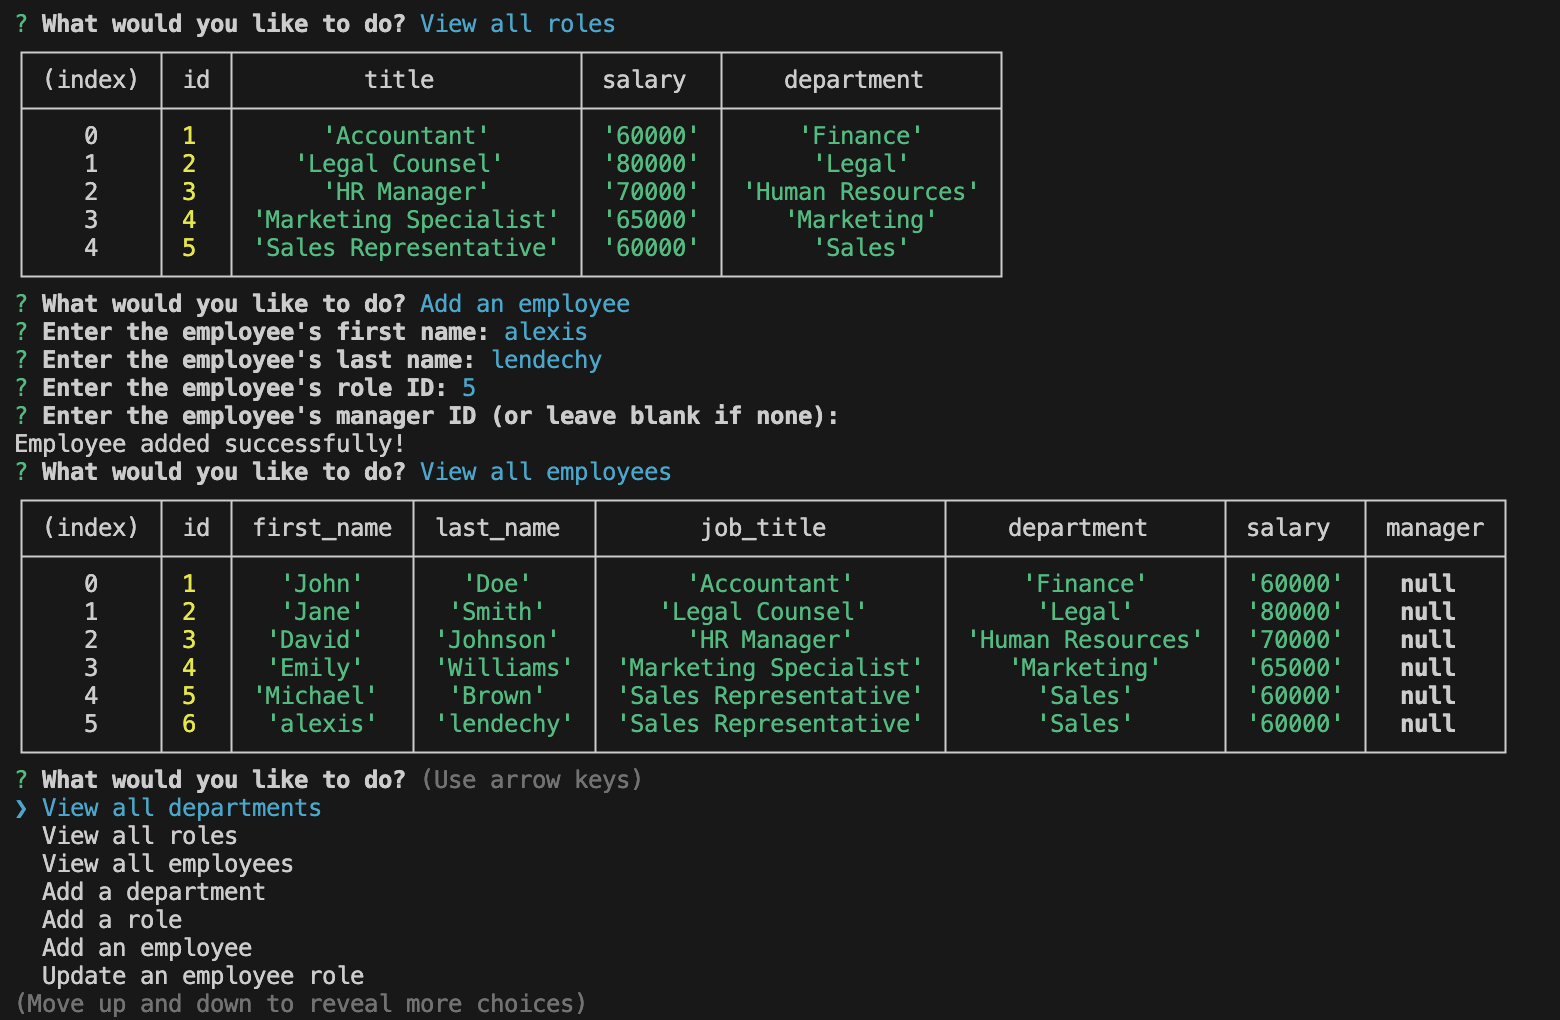 ? What would you like to do? View all roles
(index) id title salary department
0 1 'Accountant' '60000' 'Finance'
1 2 'Legal Counsel' '80000' 'Legal'
2 3 'HR Manager' '70000' 'Human Resources'
3 4 'Marketing Specialist' '65000' 'Marketing'
4 5 'Sales Representative' '60000' 'Sales'
? What would you like to do? Add an employee
? Enter the employee's first name: alexis
? Enter the employee's last name: lendechy
? Enter the employee's role ID: 5
? Enter the employee's manager ID (or leave blank if none):
Employee added successfully!
? What would you like to do? View all employees
(index) id first_name last_name job_title department salary manager
0 1 'John' 'Doe' 'Accountant' 'Finance' '60000' null
1 2 'Jane' 'Smith' 'Legal Counsel' 'Legal' '80000' null
2 3 'David' 'Johnson' 'HR Manager' 'Human Resources' '70000' null
3 4 'Emily' 'Williams' 'Marketing Specialist' 'Marketing' '65000' null
4 5 'Michael' 'Brown' 'Sales Representative' 'Sales' '60000' null
5 6 'alexis' 'lendechy' 'Sales Representative' 'Sales' '60000' null
? What would you like to do? (Use arrow keys)
❯ View all departments
View all roles
View all employees
Add a department
Add a role
Add an employee
Update an employee role
(Move up and down to reveal more choices)